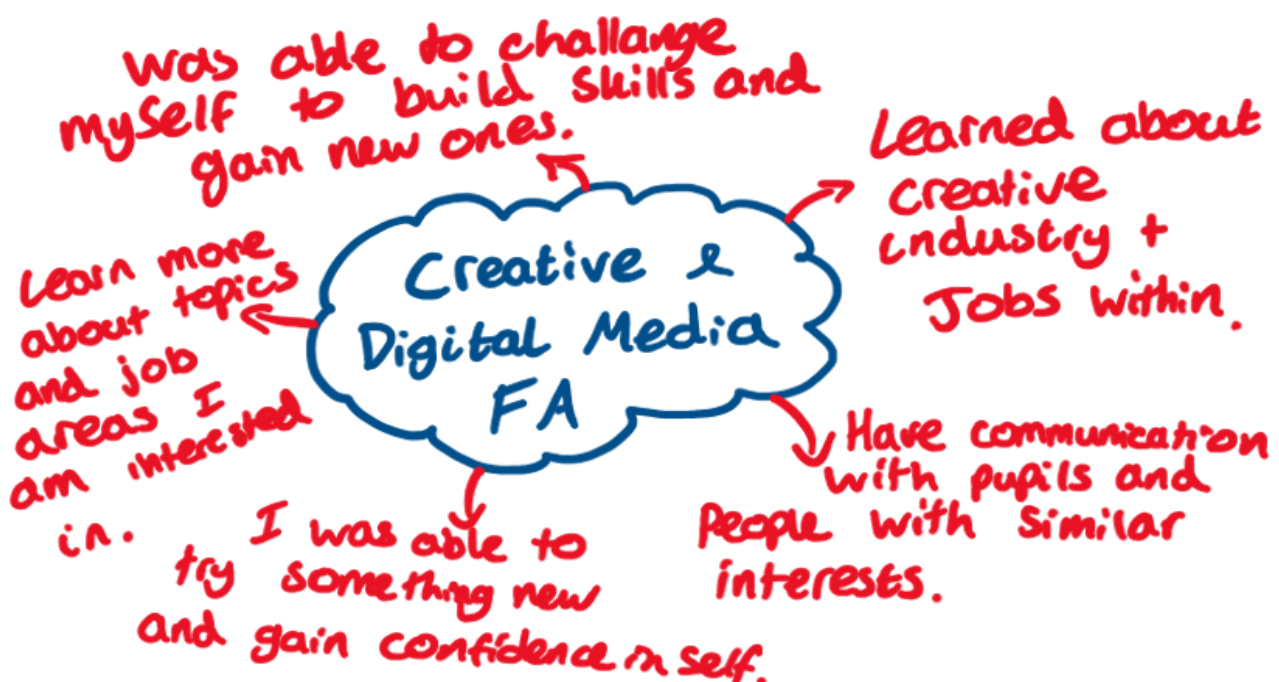 Was able to challange
myself to build skills and
gain new ones.
Learned about
creative
industry +
Jobs within.
Creative &
Digital Media
FA
Learn more
about topics
and job
areas I
am interested
in.
Have communication
with pupils and
People with similar
interests.
I was able to
try something new
and gain confidence in self.